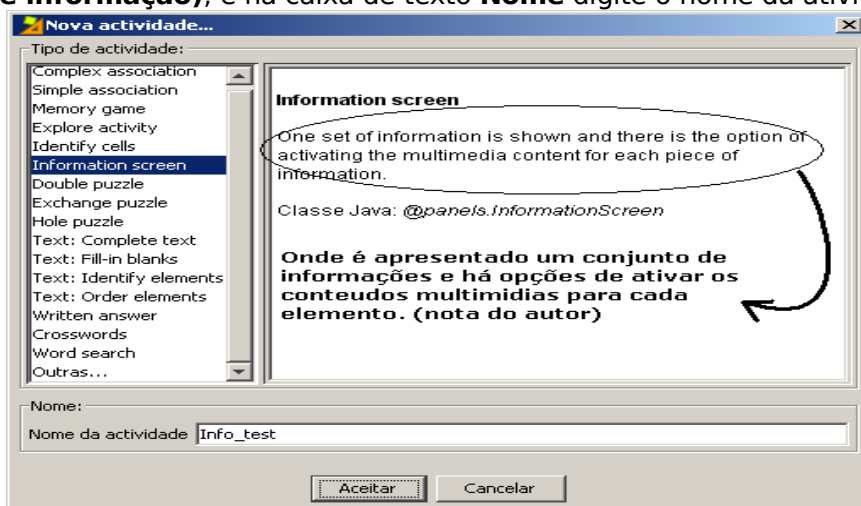 e informação), e na caixa de texto Nome digite o nome da ativi
Nova actividade...
Tipo de actividade:
Complex association
Simple association
Memory game
Explore activity
Identify cells
Information screen
Double puzzle
Exchange puzzle
Hole puzzle
Text: Complete text
Text: Fill-in blanks
Text: Identify elements
Text: Order elements
Written answer
Crosswords
Word search
Outras...
Information screen
One set of information is shown and there is the option of
activating the multimedia content for each piece of
information.
Classe Java: @panels.InformationScreen
Onde é apresentado um conjunto de
informações e há opções de ativar os
conteudos multimidias para cada
elemento. (nota do autor)
Nome:
Nome da actividade Info_test
Aceitar Cancelar